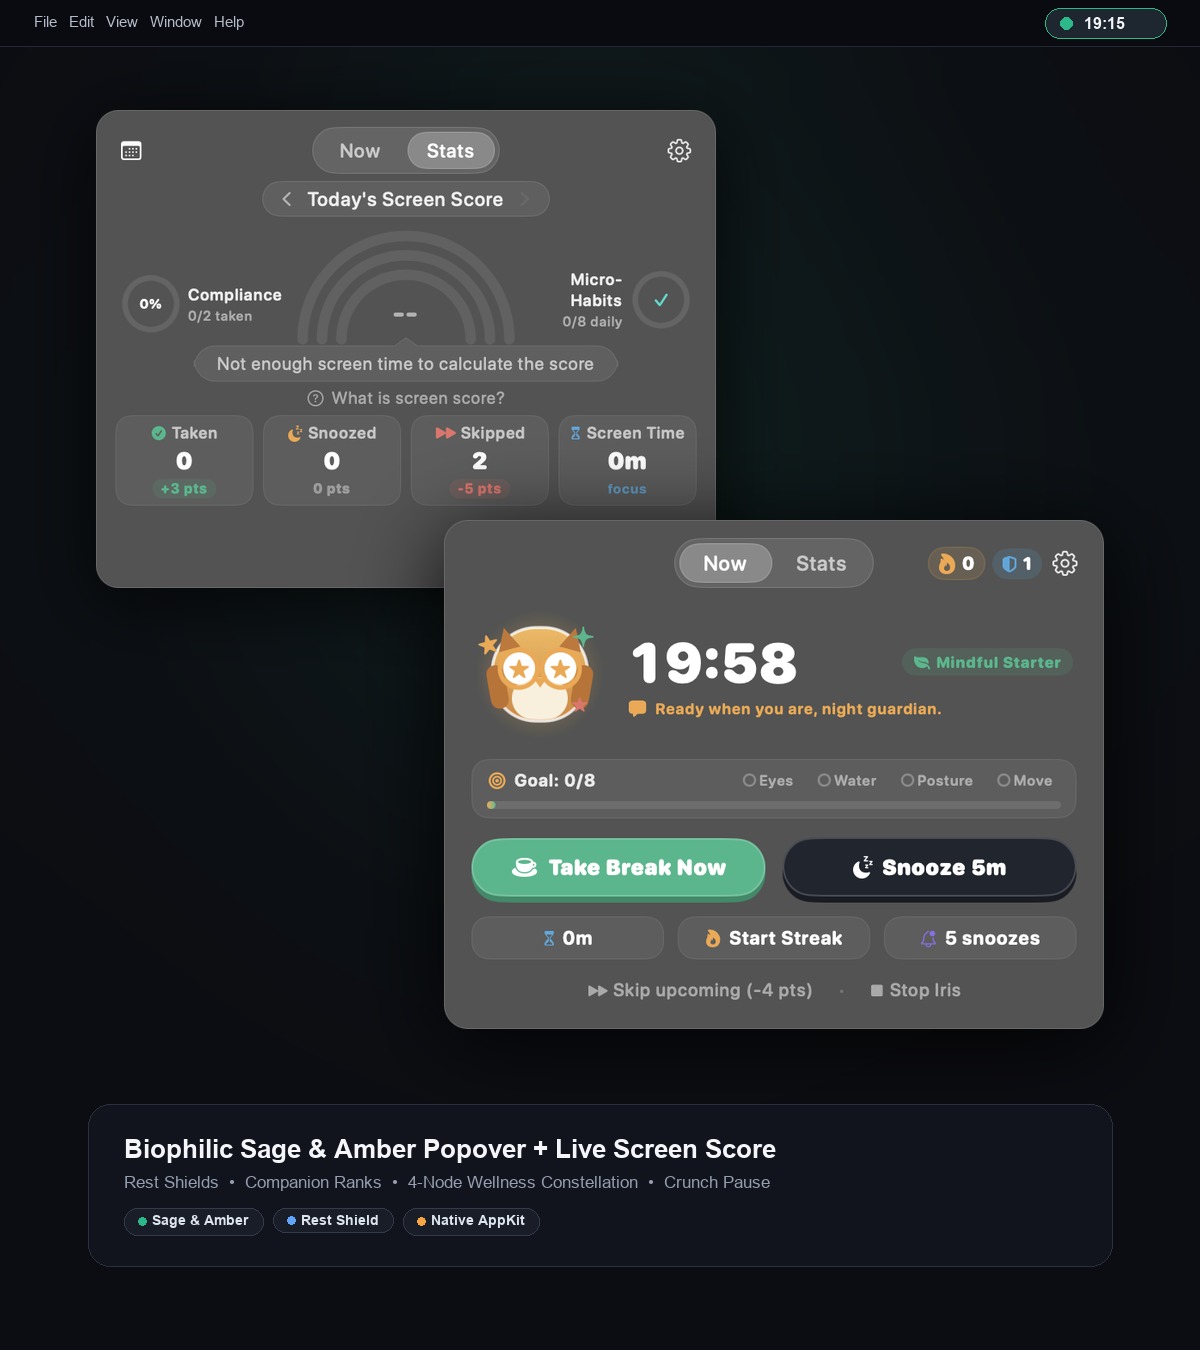 File Edit View Window Help
19:15
Now Stats
Today's Screen Score
0%
Compliance
0/2 taken
--
Micro-
Habits
0/8 daily
Not enough screen time to calculate the score
? What is screen score?
Taken
0
+3 pts
Snoozed
0
0 pts
Skipped
2
-5 pts
Screen Time
0m
focus
Now Stats
0 1
19:58
Mindful Starter
Ready when you are, night guardian.
Goal: 0/8
Eyes Water Posture Move
Take Break Now
Snooze 5m
0m
Start Streak
5 snoozes
Skip upcoming (-4 pts) · Stop Iris
Biophilic Sage & Amber Popover + Live Screen Score
Rest Shields • Companion Ranks • 4-Node Wellness Constellation • Crunch Pause
Sage & Amber Rest Shield Native AppKit